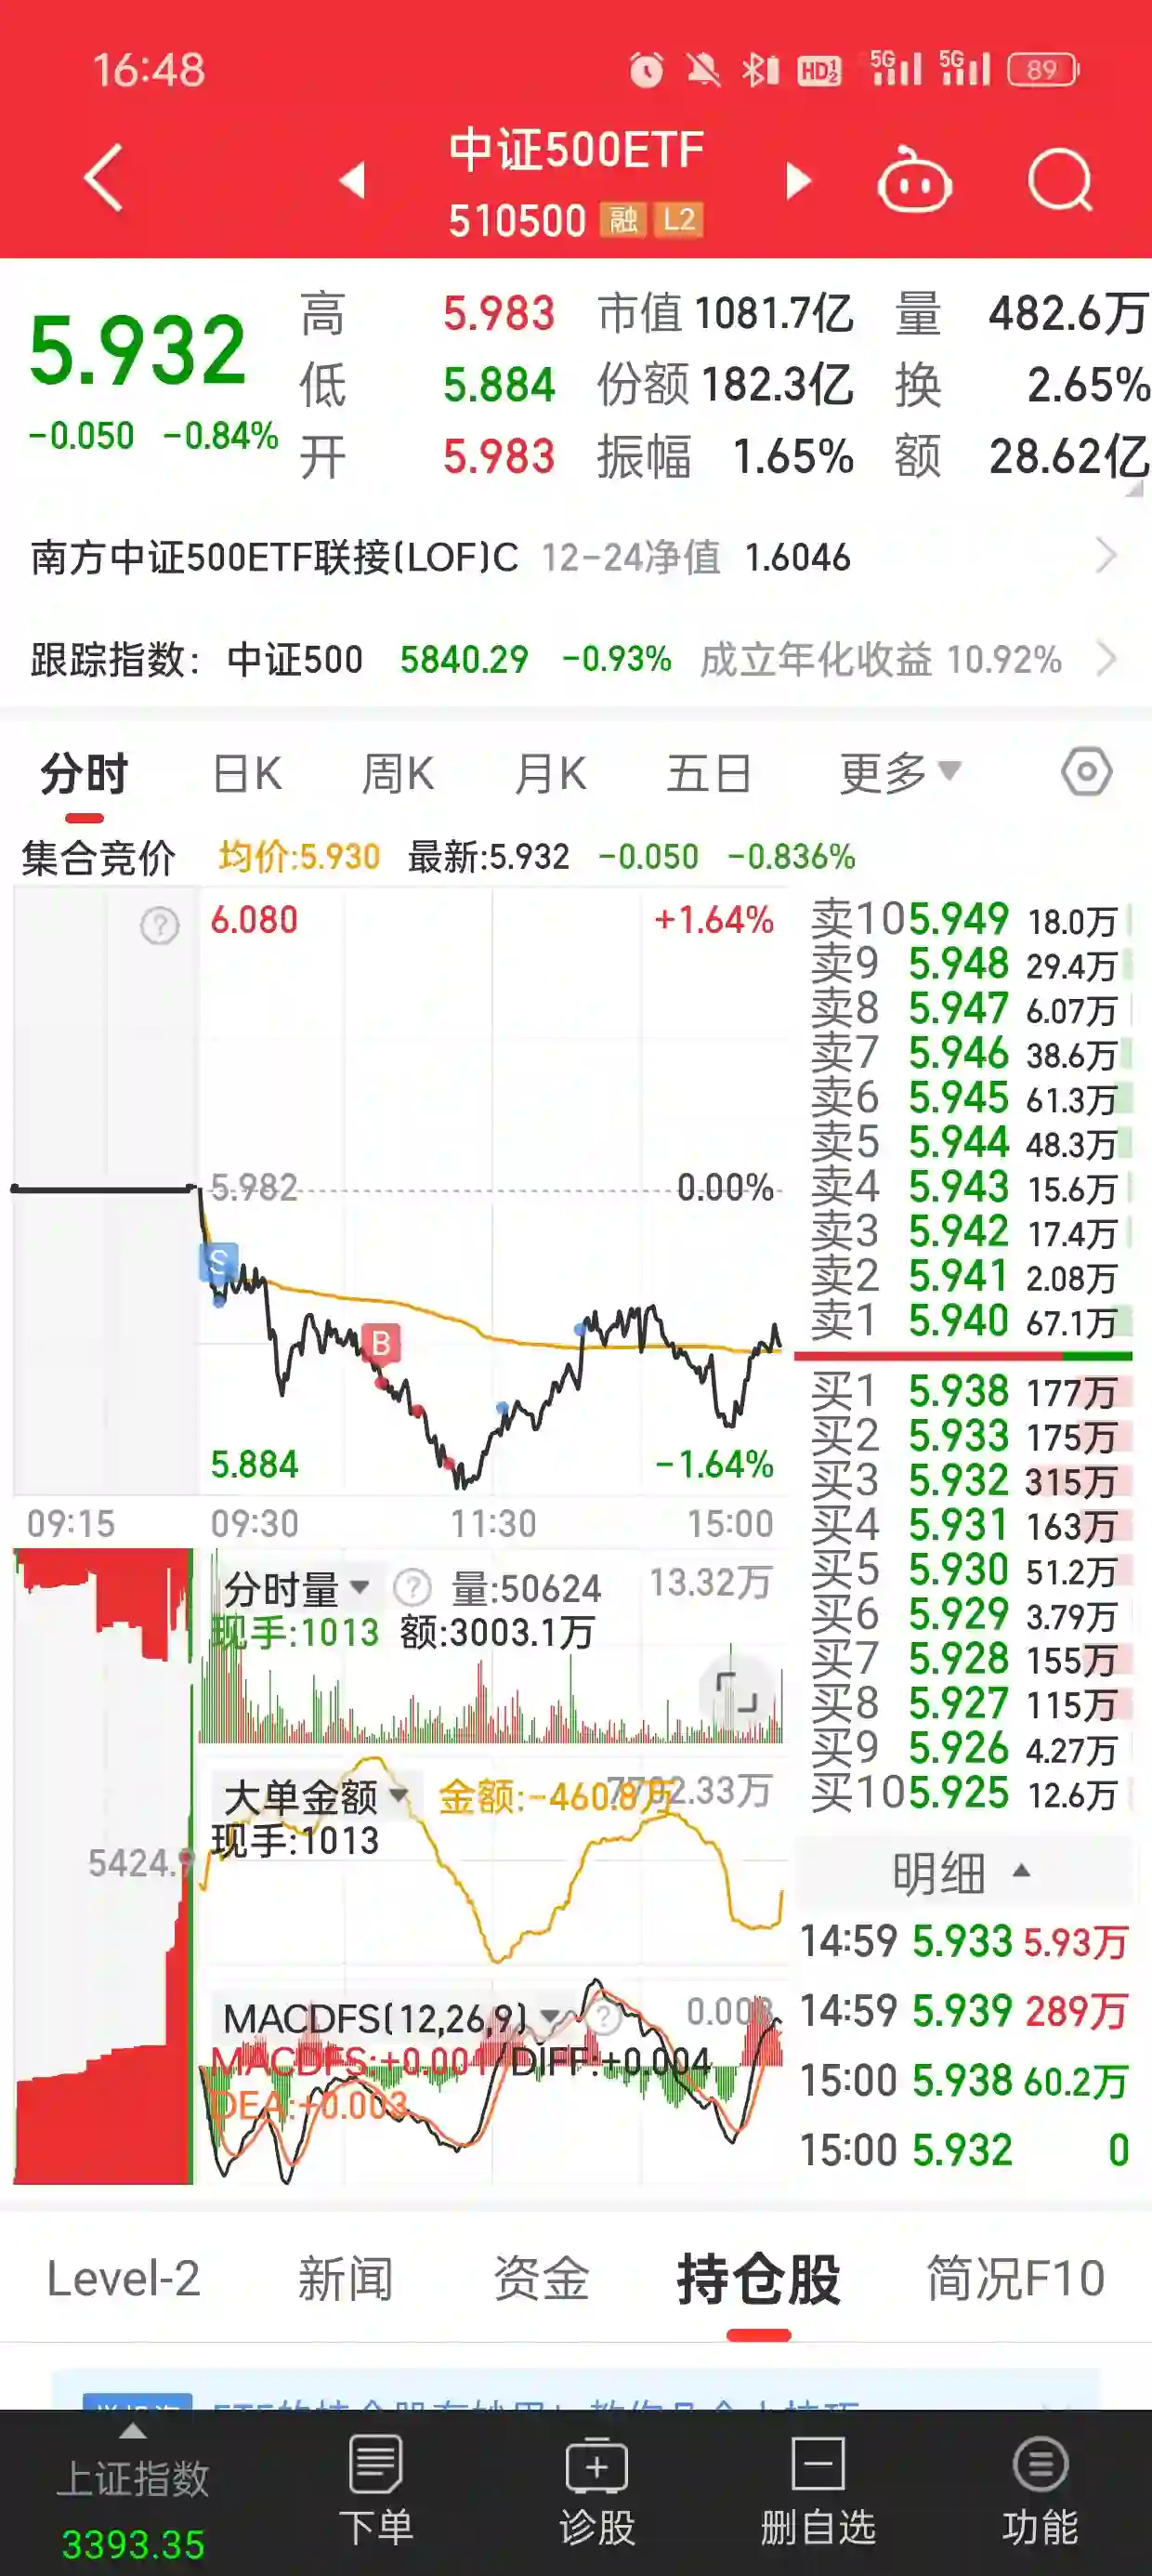 16:48
HD 1 2 5G 5G 89
中证500ETF
510500 融 L2
5.932
-0.050 -0.84%
高 5.983 市值 1081.7亿 量 482.6万
低 5.884 份额 182.3亿 换 2.65%
开 5.983 振幅 1.65% 额 28.62亿
南方中证500ETF联接(LOF)C 12-24净值 1.6046
跟踪指数: 中证500 5840.29 -0.93% 成立年化收益 10.92%
分时 日K 周K 月K 五日 更多
集合竞价 均价:5.930 最新:5.932 -0.050 -0.836%
6.080 +1.64%
5.982 0.00%
S
B
5.884 -1.64%
09:15 09:30 11:30 15:00
分时量 ? 量:50624 13.32万
现手:1013 额:3003.1万
大单金额 金额:-460.8万
现手:1013
5424.9
MACDFS(12,26,9) ?
MACDFS:+0.001 DIFF:+0.004
DEA:+0.003
卖10 5.949 18.0万
卖9 5.948 29.4万
卖8 5.947 6.07万
卖7 5.946 38.6万
卖6 5.945 61.3万
卖5 5.944 48.3万
卖4 5.943 15.6万
卖3 5.942 17.4万
卖2 5.941 2.08万
卖1 5.940 67.1万
买1 5.938 177万
买2 5.933 175万
买3 5.932 315万
买4 5.931 163万
买5 5.930 51.2万
买6 5.929 3.79万
买7 5.928 155万
买8 5.927 115万
买9 5.926 4.27万
买10 5.925 12.6万
明细
14:59 5.933 5.93万
14:59 5.939 289万
15:00 5.938 60.2万
15:00 5.932 0
Level-2 新闻 资金 持仓股 简况F10
上证指数
3393.35
下单 诊股 删自选 功能